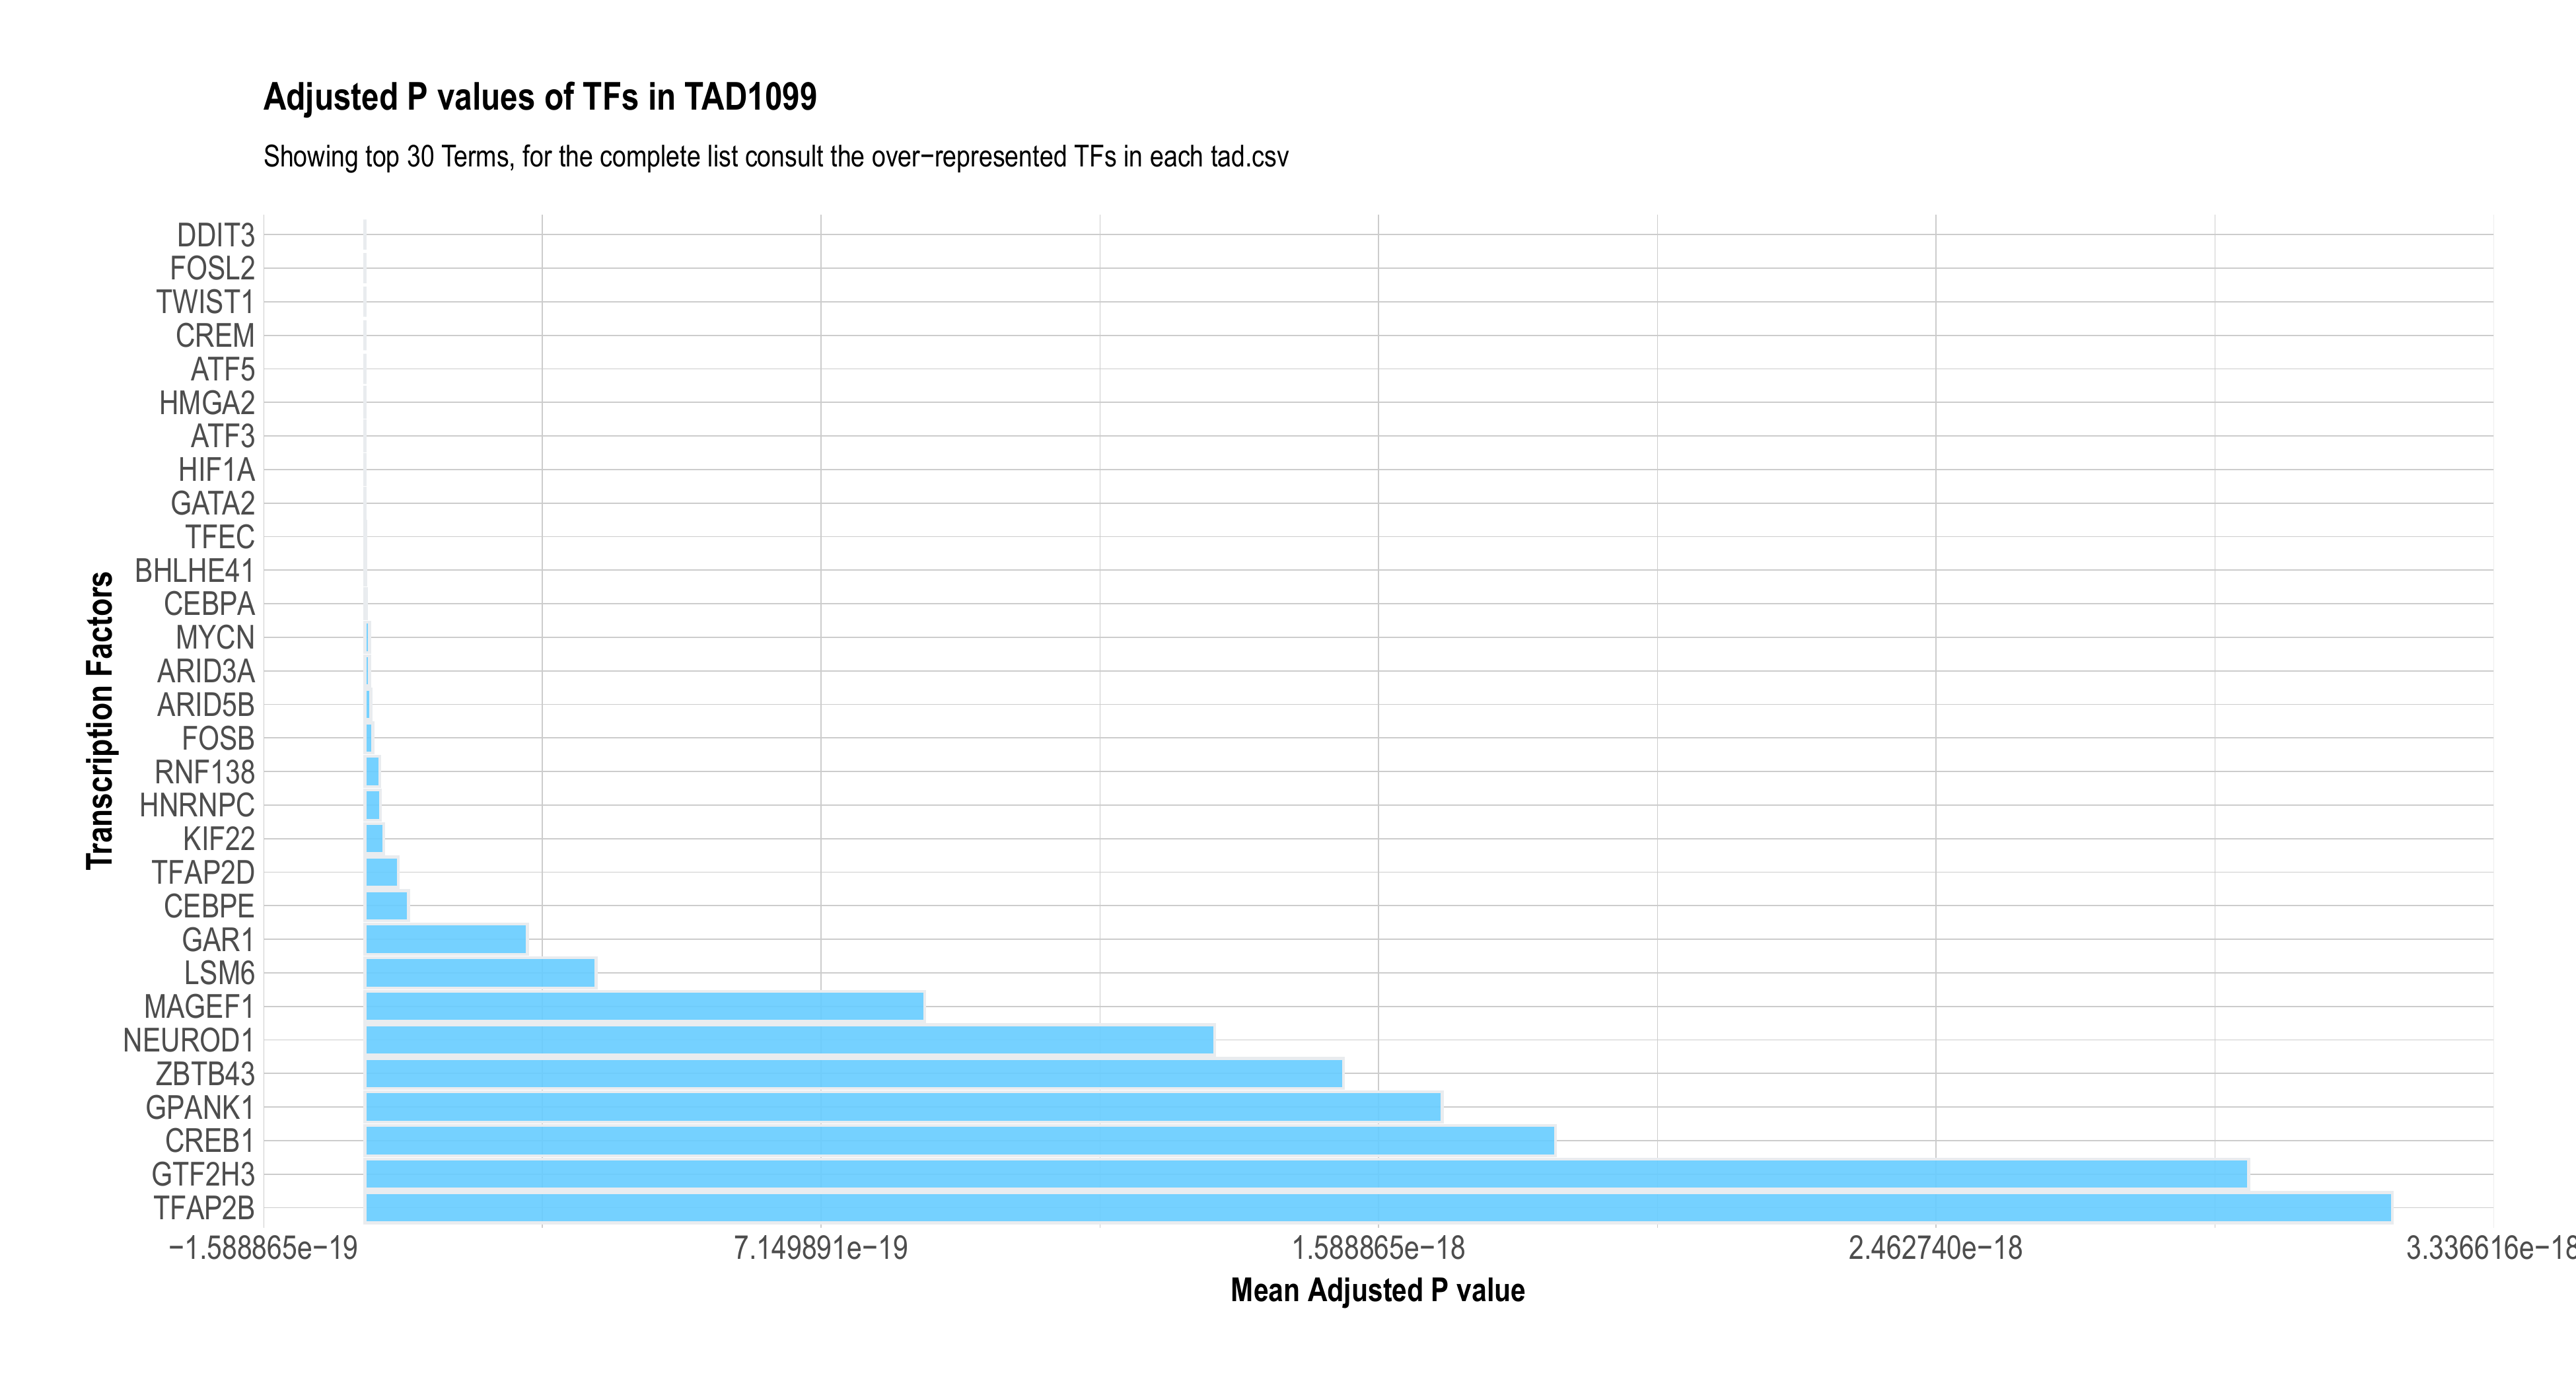 Adjusted P values of TFs in TAD1099
Showing top 30 Terms, for the complete list consult the over−represented TFs in each tad.csv
Transcription Factors
DDIT3
FOSL2
TWIST1
CREM
ATF5
HMGA2
ATF3
HIF1A
GATA2
TFEC
BHLHE41
CEBPA
MYCN
ARID3A
ARID5B
FOSB
RNF138
HNRNPC
KIF22
TFAP2D
CEBPE
GAR1
LSM6
MAGEF1
NEUROD1
ZBTB43
GPANK1
CREB1
GTF2H3
TFAP2B
−1.588865e−19 7.149891e−19 1.588865e−18 2.462740e−18 3.336616e−18
Mean Adjusted P value